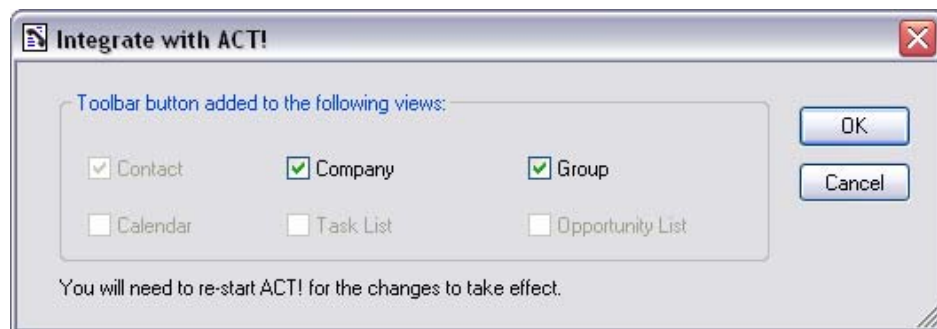 Integrate with ACT!
Toolbar button added to the following views:
OK
Contact Company Group
Cancel
Calendar Task List Opportunity List
You will need to re-start ACT! for the changes to take effect.